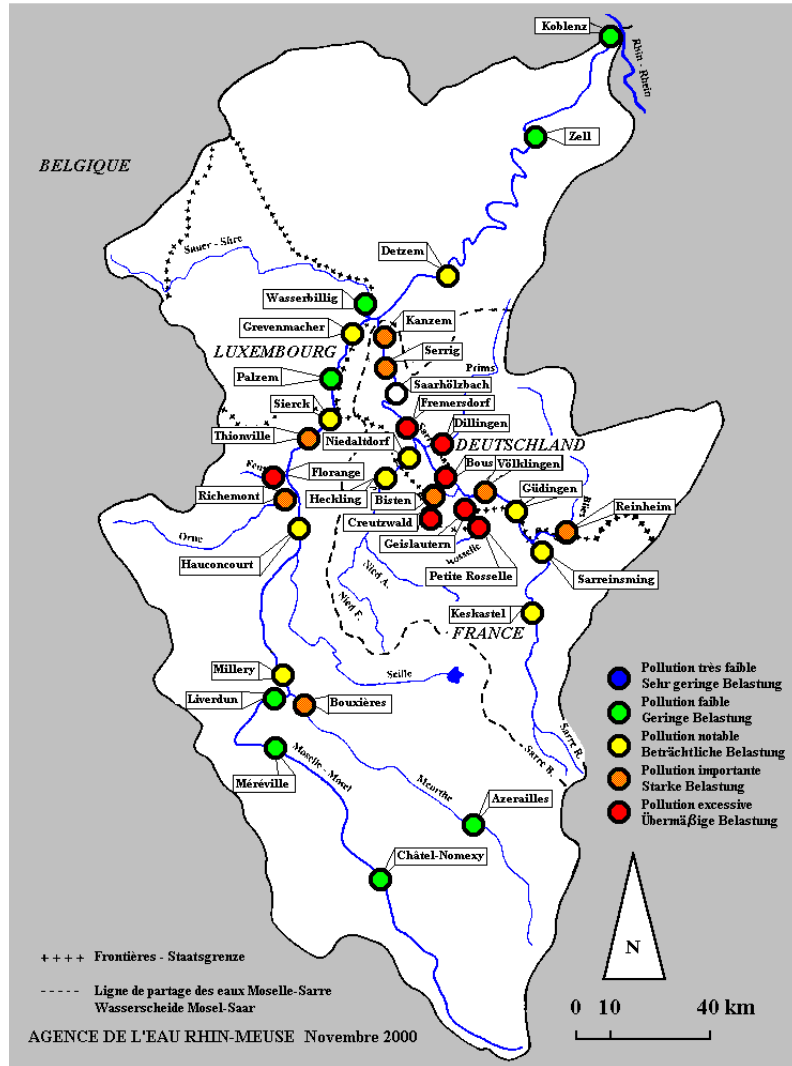 Koblenz
Rhin - Rhein
Zell
BELGIQUE
Sauer - Sûre
Detzem
Wasserbillig
Grevenmacher
Kanzem
LUXEMBOURG
Serrig
Prims
Palzem
Saarhölzbach
Sierck
Fremersdorf
Thionville
Niedaltdorf
Dillingen
DEUTSCHLAND
Florange
Bous
Völklingen
Richemont
Heckling
Bisten
Güdingen
Reinheim
Creutzwald
Orne
Geislautern
Rosselle
Hauconcourt
Petite Rosselle
Sarreinsming
Nied A.
Nied F.
Keskastel
FRANCE
Millery
Seille
Liverdun
Bouxières
Moselle - Mosel
Sarre R.
Sarre B.
Méréville
Meurthe
Azerailles
Châtel-Nomexy
Pollution très faible
Sehr geringe Belastung
Pollution faible
Geringe Belastung
Pollution notable
Beträchtliche Belastung
Pollution importante
Starke Belastung
Pollution excessive
Übermäßige Belastung
N
++++ Frontières - Staatsgrenze
----- Ligne de partage des eaux Moselle-Sarre
Wasserscheide Mosel-Saar
0 10 40 km
AGENCE DE L'EAU RHIN-MEUSE Novembre 2000